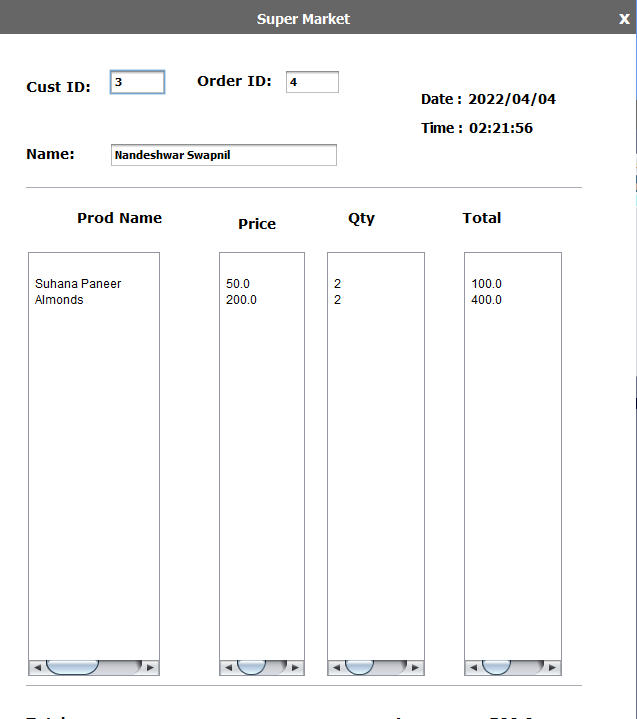 Super Market X
Cust ID: 3 Order ID: 4
Date : 2022/04/04
Time : 02:21:56
Name: Nandeshwar Swapnil
Prod Name Price Qty Total
Suhana Paneer 50.0 2 100.0
Almonds 200.0 2 400.0